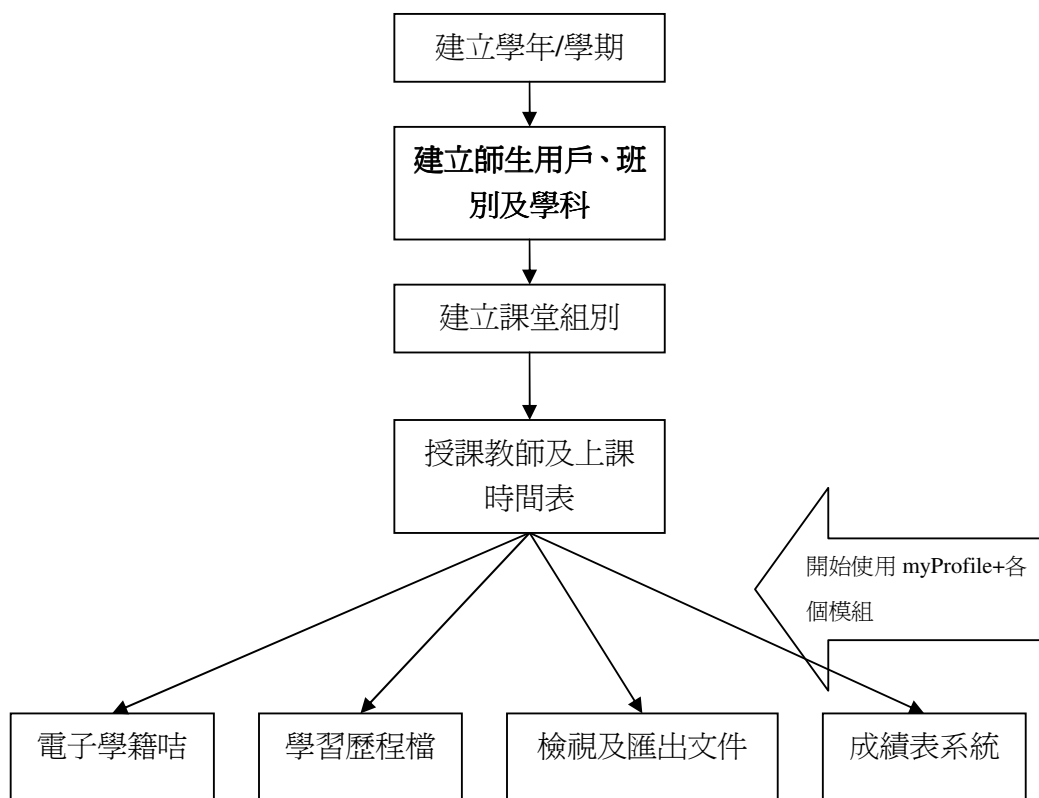 建立學年/學期
建立師生用戶、班
別及學科
建立課堂組別
授課教師及上課
時間表
開始使用 myProfile+各
個模組
電子學籍咭
學習歷程檔
檢視及匯出文件
成績表系統